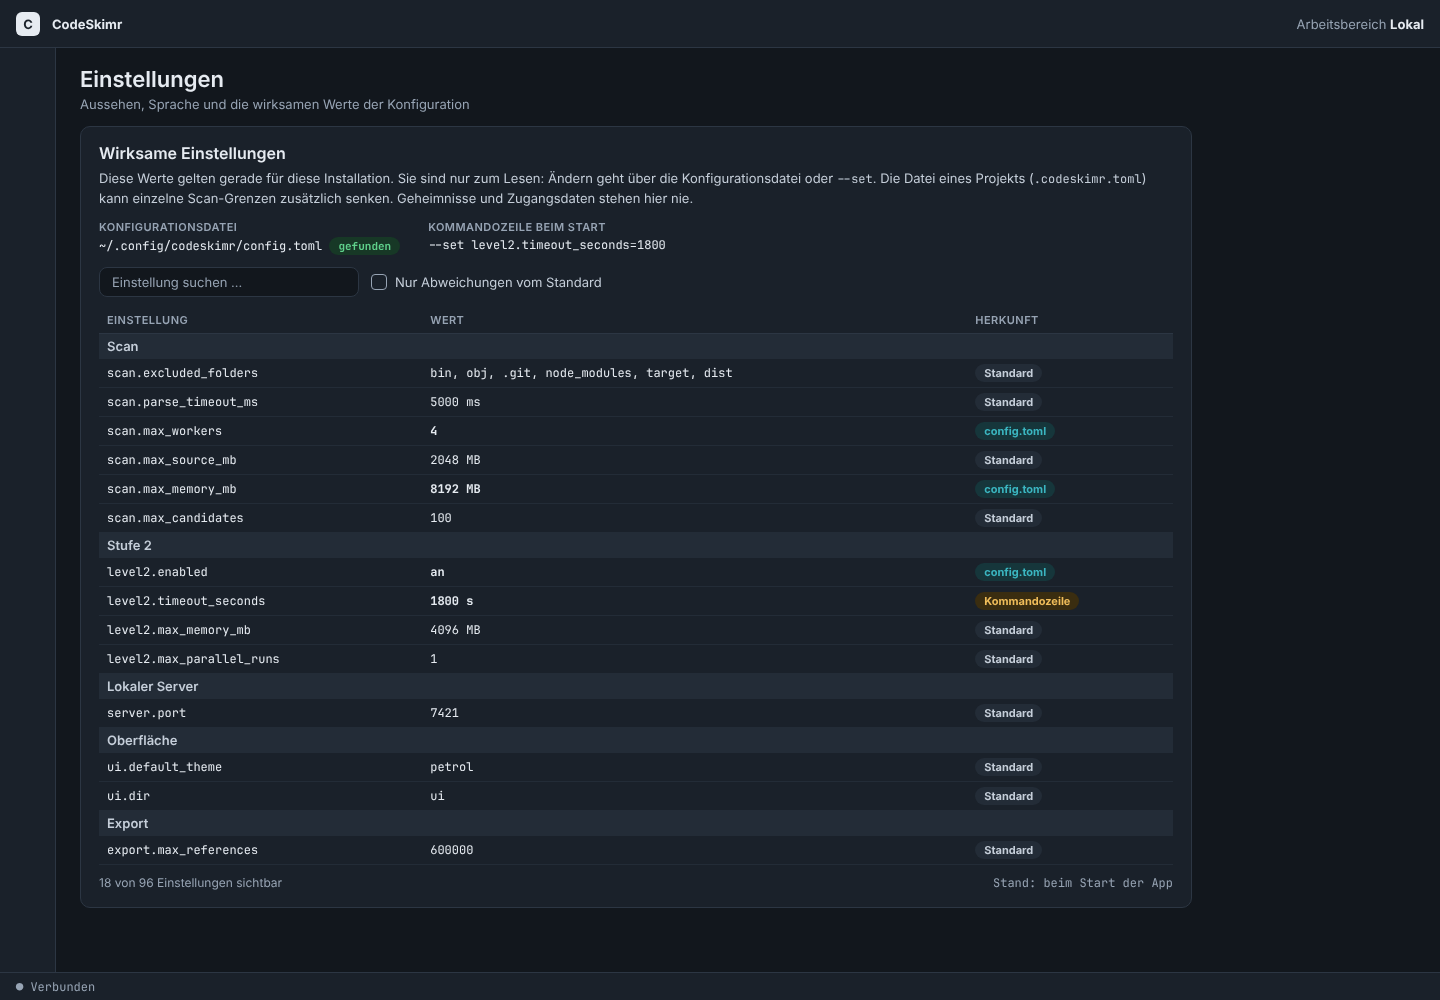 C CodeSkimr Arbeitsbereich Lokal
Einstellungen
Aussehen, Sprache und die wirksamen Werte der Konfiguration
Wirksame Einstellungen
Diese Werte gelten gerade für diese Installation. Sie sind nur zum Lesen: Ändern geht über die Konfigurationsdatei oder --set. Die Datei eines Projekts (.codeskimr.toml)
kann einzelne Scan-Grenzen zusätzlich senken. Geheimnisse und Zugangsdaten stehen hier nie.
KONFIGURATIONSDATEI KOMMANDOZEILE BEIM START
~/.config/codeskimr/config.toml gefunden --set level2.timeout_seconds=1800
Einstellung suchen ... Nur Abweichungen vom Standard
EINSTELLUNG WERT HERKUNFT
Scan
scan.excluded_folders bin, obj, .git, node_modules, target, dist Standard
scan.parse_timeout_ms 5000 ms Standard
scan.max_workers 4 config.toml
scan.max_source_mb 2048 MB Standard
scan.max_memory_mb 8192 MB config.toml
scan.max_candidates 100 Standard
Stufe 2
level2.enabled an config.toml
level2.timeout_seconds 1800 s Kommandozeile
level2.max_memory_mb 4096 MB Standard
level2.max_parallel_runs 1 Standard
Lokaler Server
server.port 7421 Standard
Oberfläche
ui.default_theme petrol Standard
ui.dir ui Standard
Export
export.max_references 600000 Standard
18 von 96 Einstellungen sichtbar Stand: beim Start der App
Verbunden